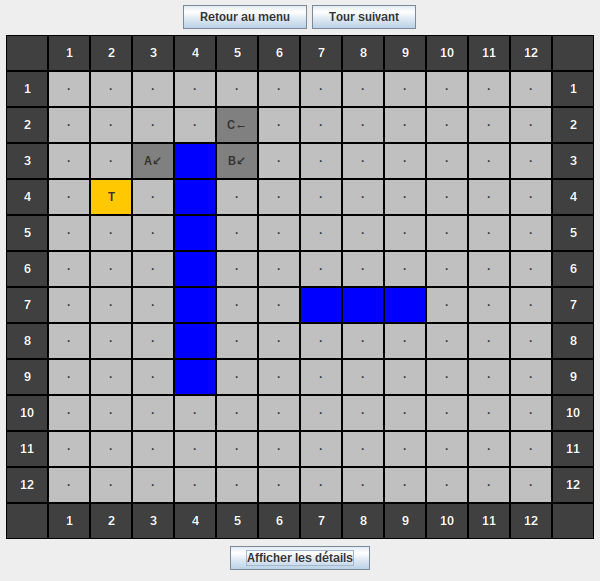 Retour au menu Tour suivant
1 2 3 4 5 6 7 8 9 10 11 12
1 · · · · · · · · · · · · 1
2 · · · · C← · · · · · · · 2
3 · · A↙ B↙ · · · · · · · 3
4 · T · · · · · · · · · 4
5 · · · · · · · · · · · 5
6 · · · · · · · · · · · 6
7 · · · · · · · · 7
8 · · · · · · · · · · · 8
9 · · · · · · · · · · · 9
10 · · · · · · · · · · · · 10
11 · · · · · · · · · · · · 11
12 · · · · · · · · · · · · 12
1 2 3 4 5 6 7 8 9 10 11 12
Afficher les détails